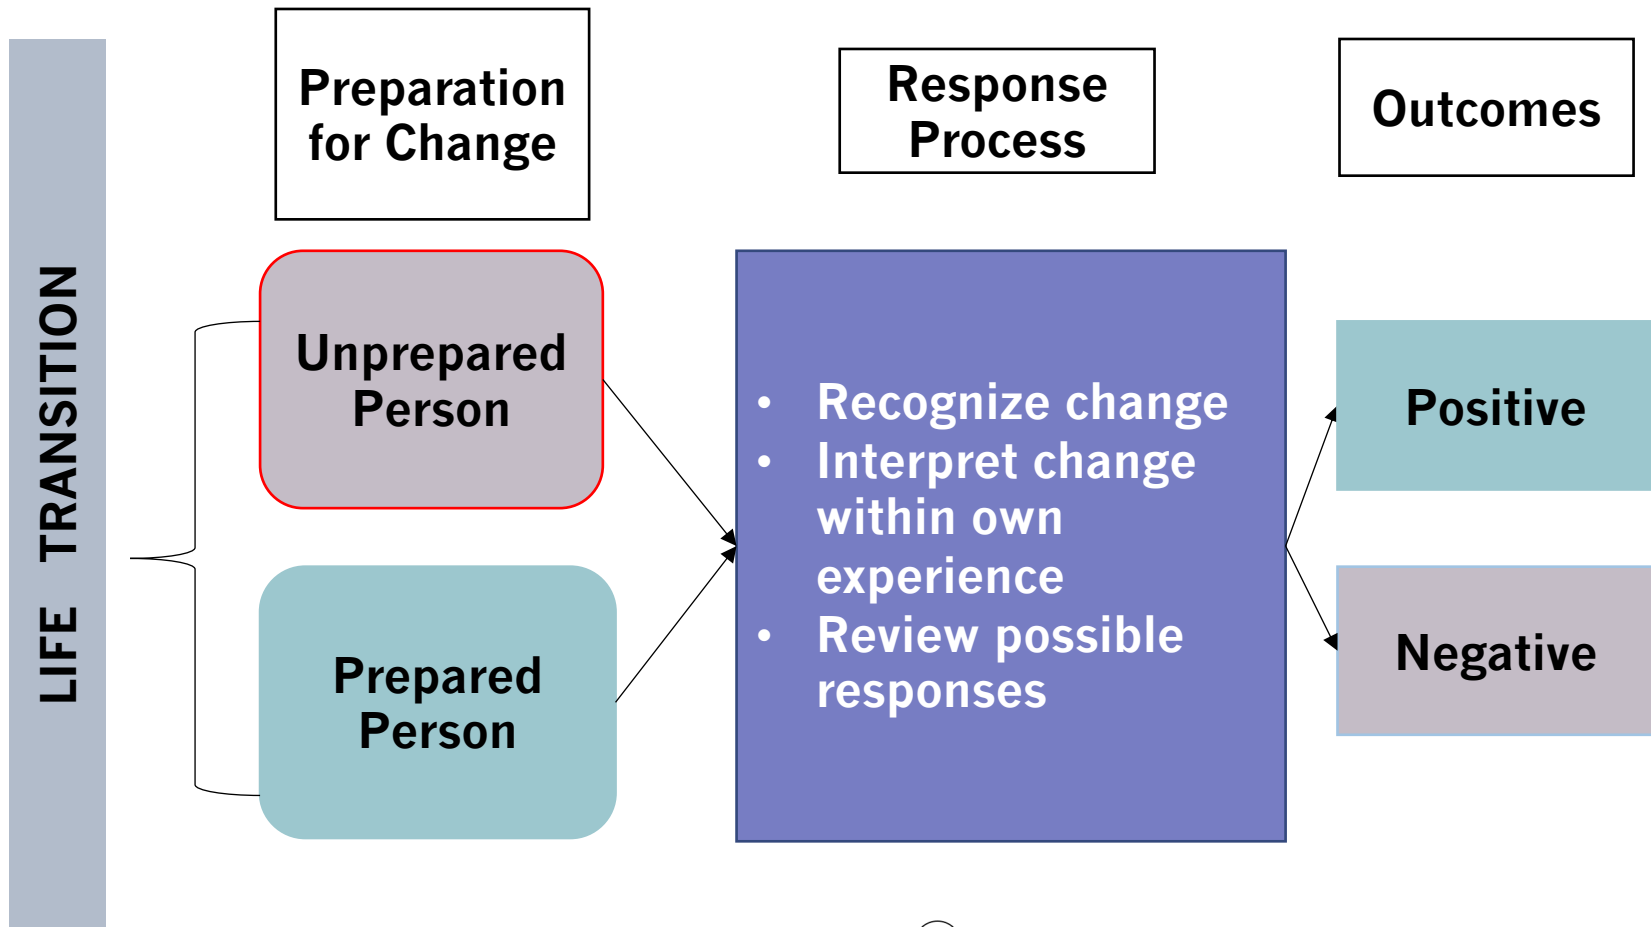 LIFE TRANSITION
Preparation
for Change
Response
Process
Outcomes
Unprepared
Person
Prepared
Person
• Recognize change
• Interpret change
within own
experience
• Review possible
responses
Positive
Negative